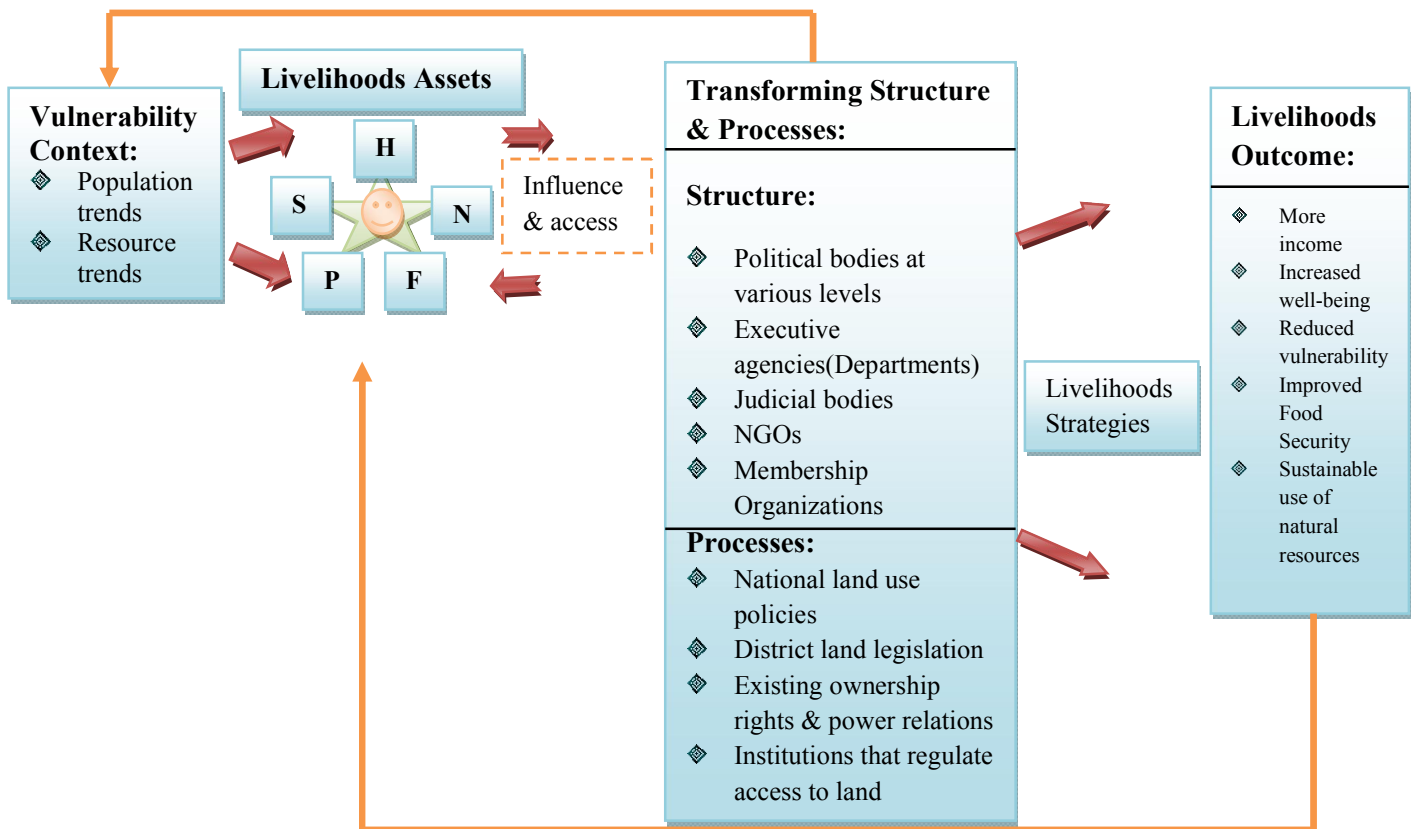 Vulnerability
Context:
Population
trends
Resource
trends
Livelihoods Assets
H
S
N
P
F
Influence
& access
Transforming Structure
& Processes:
Structure:
Political bodies at
various levels
Executive
agencies(Departments)
Judicial bodies
NGOs
Membership
Organizations
Processes:
National land use
policies
District land legislation
Existing ownership
rights & power relations
Institutions that regulate
access to land
Livelihoods
Strategies
Livelihoods
Outcome:
More
income
Increased
well-being
Reduced
vulnerability
Improved
Food
Security
Sustainable
use of
natural
resources